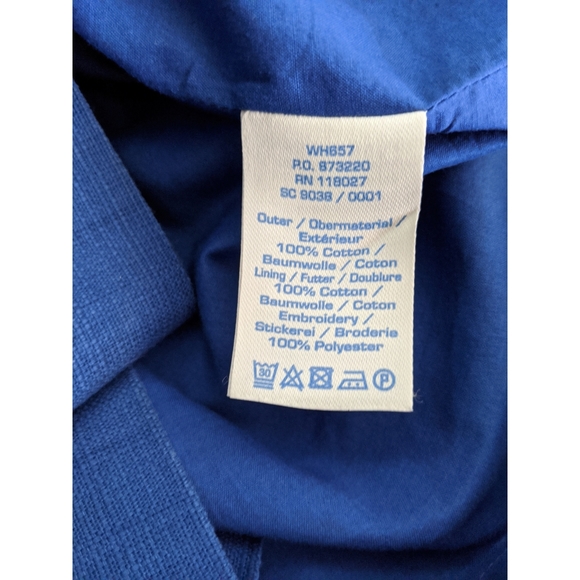 WH657
P.O. 873220
RN 118027
SC 9038 / 0001
Outer / Obermaterial /
Extérieur
100% Cotton /
Baumwolle / Coton
Lining / Futter / Doublure
100% Cotton /
Baumwolle / Coton
Embroidery /
Stickerei / Broderie
100% Polyester
30 P